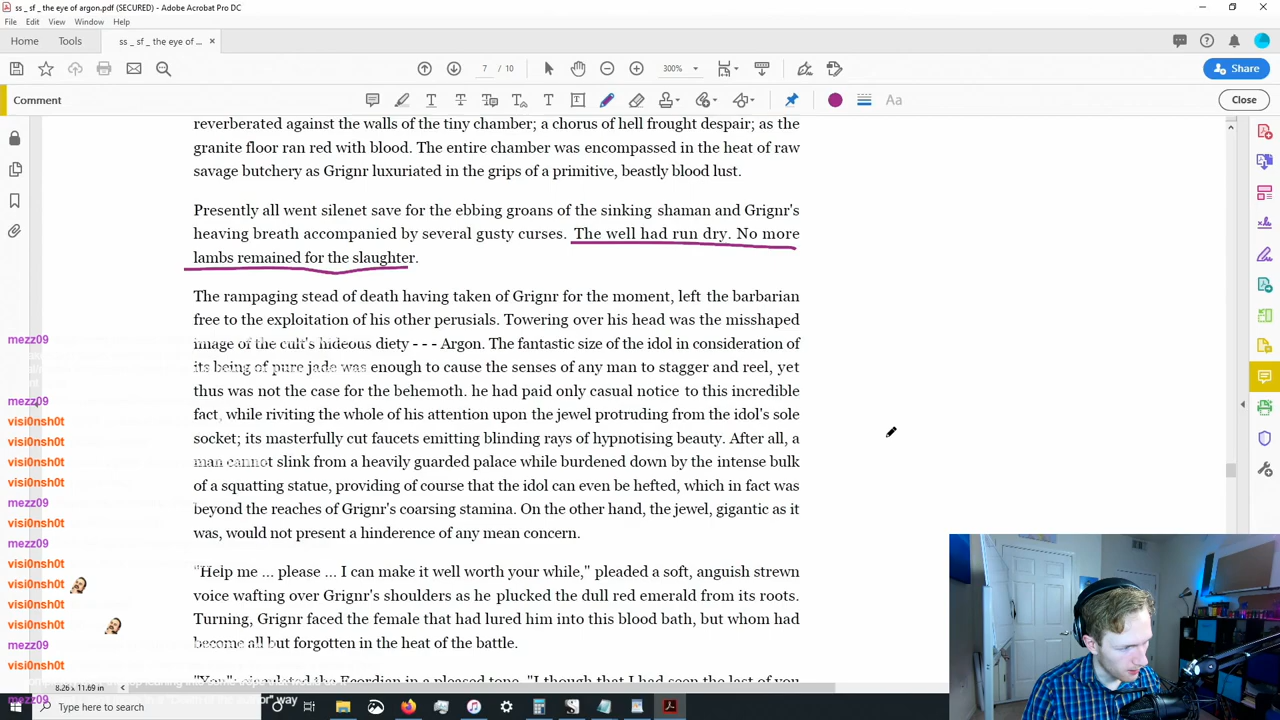 ss _ sf _ the eye of argon.pdf (SECURED) - Adobe Acrobat Pro DC
File Edit View Window Help
Home Tools ss _ sf _ the eye of ... ×
7 / 10 300% Share
Comment Close
reverberated against the walls of the tiny chamber; a chorus of hell frought despair; as the
granite floor ran red with blood. The entire chamber was encompassed in the heat of raw
savage butchery as Grignr luxuriated in the grips of a primitive, beastly blood lust.
Presently all went silenet save for the ebbing groans of the sinking shaman and Grignr's
heaving breath accompanied by several gusty curses. The well had run dry. No more
lambs remained for the slaughter.
The rampaging stead of death having taken of Grignr for the moment, left the barbarian
free to the exploitation of his other perusials. Towering over his head was the misshaped
image of the cult's hideous diety - - - Argon. The fantastic size of the idol in consideration of
its being of pure jade was enough to cause the senses of any man to stagger and reel, yet
thus was not the case for the behemoth. he had paid only casual notice to this incredible
fact, while riviting the whole of his attention upon the jewel protruding from the idol's sole
socket; its masterfully cut faucets emitting blinding rays of hypnotising beauty. After all, a
man cannot slink from a heavily guarded palace while burdened down by the intense bulk
of a squatting statue, providing of course that the idol can even be hefted, which in fact was
beyond the reaches of Grignr's coarsing stamina. On the other hand, the jewel, gigantic as it
was, would not present a hinderence of any mean concern.
"Help me ... please ... I can make it well worth your while," pleaded a soft, anguish strewn
voice wafting over Grignr's shoulders as he plucked the dull red emerald from its roots.
Turning, Grignr faced the female that had lured him into this blood bath, but whom had
become all but forgotten in the heat of the battle.
"You"; ejaculated the Ecordian in a pleased tone. "I though that I had seen the last of you
mezz09
mezz09
visi0nsh0t
visi0nsh0t
visi0nsh0t
visi0nsh0t
mezz09
visi0nsh0t
mezz09
visi0nsh0t
visi0nsh0t
visi0nsh0t
visi0nsh0t
mezz09
visi0nsh0t
mezz09
way
8.26 x 11.69 in
Type here to search